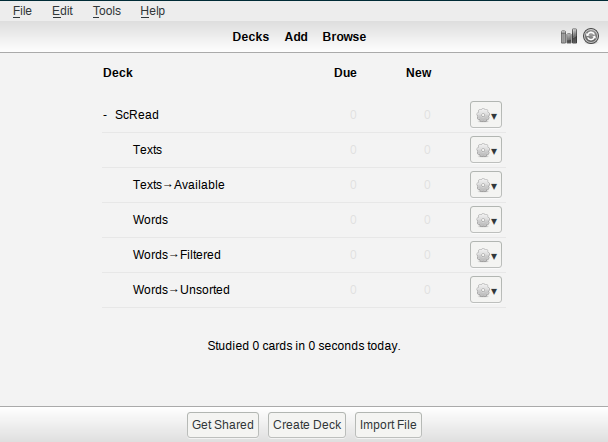 File Edit Tools Help
Decks Add Browse
Deck Due New
- ScRead 0 0
Texts 0 0
Texts→Available 0 0
Words 0 0
Words→Filtered 0 0
Words→Unsorted 0 0
Studied 0 cards in 0 seconds today.
Get Shared Create Deck Import File